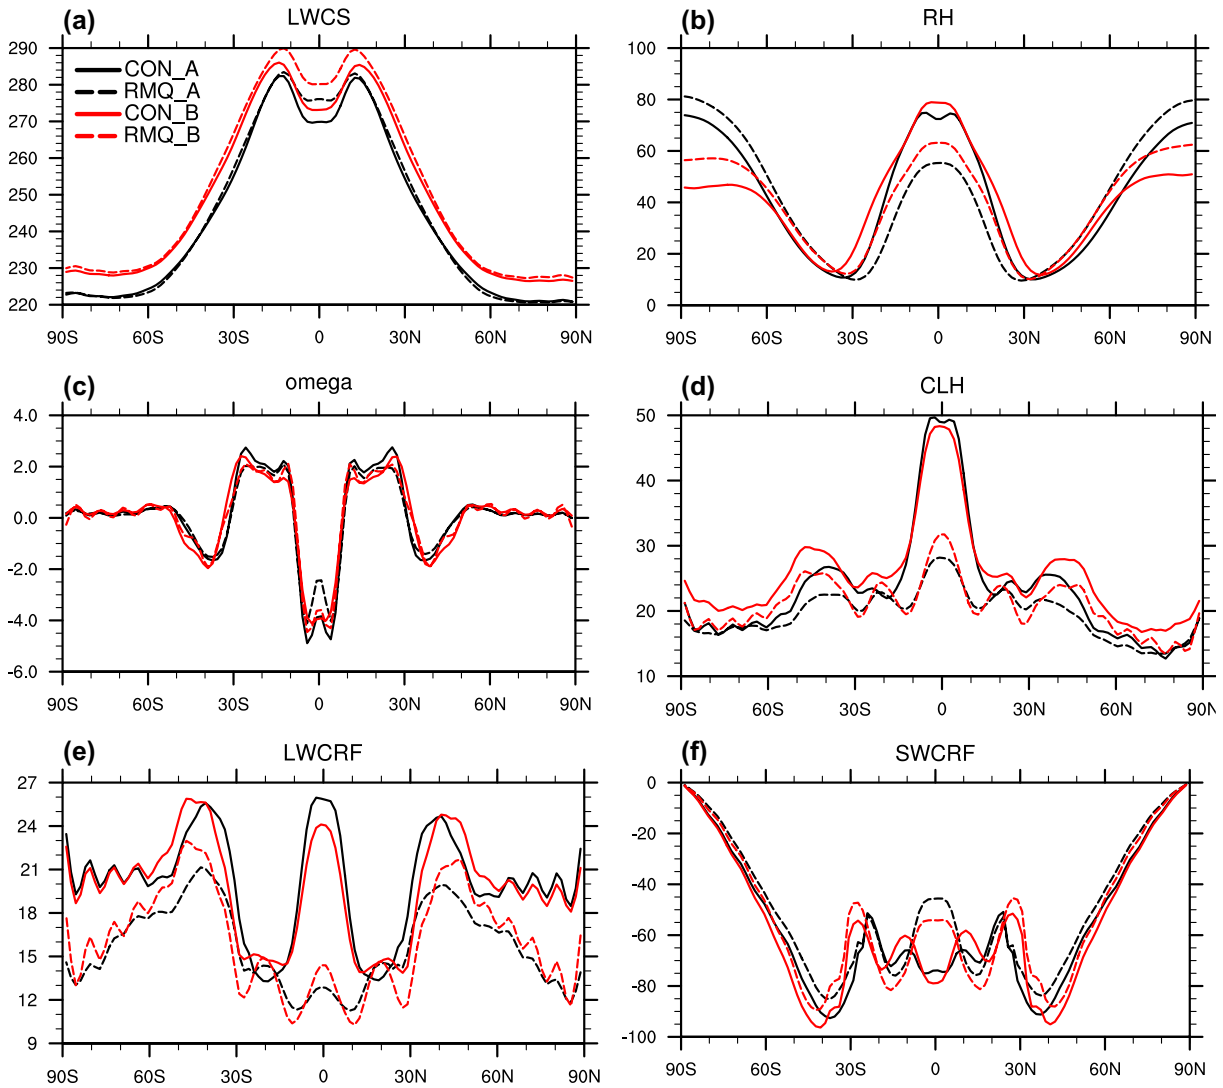 (a) LWCS
290
280
270
260
250
240
230
220
CON_A
RMQ_A
CON_B
RMQ_B
90S 60S 30S 0 30N 60N 90N
(b) RH
100
80
60
40
20
0
90S 60S 30S 0 30N 60N 90N
(c) omega
4.0
2.0
0.0
-2.0
-4.0
-6.0
90S 60S 30S 0 30N 60N 90N
(d) CLH
50
40
30
20
10
90S 60S 30S 0 30N 60N 90N
(e) LWCRF
27
24
21
18
15
12
9
90S 60S 30S 0 30N 60N 90N
(f) SWCRF
0
-20
-40
-60
-80
-100
90S 60S 30S 0 30N 60N 90N